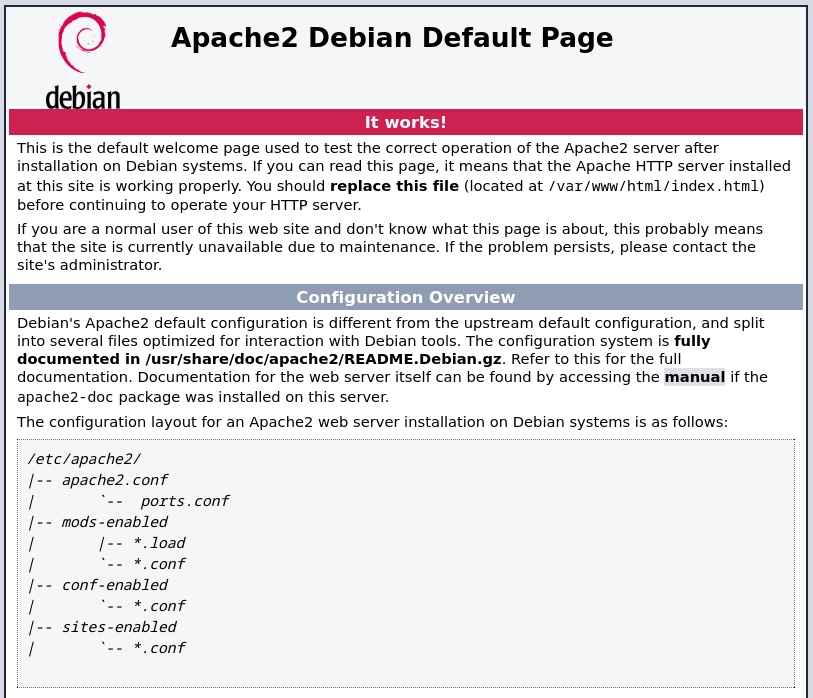 Apache2 Debian Default Page
debian
It works!
This is the default welcome page used to test the correct operation of the Apache2 server after
installation on Debian systems. If you can read this page, it means that the Apache HTTP server installed
at this site is working properly. You should replace this file (located at /var/www/html/index.html)
before continuing to operate your HTTP server.
If you are a normal user of this web site and don't know what this page is about, this probably means
that the site is currently unavailable due to maintenance. If the problem persists, please contact the
site's administrator.
Configuration Overview
Debian's Apache2 default configuration is different from the upstream default configuration, and split
into several files optimized for interaction with Debian tools. The configuration system is fully
documented in /usr/share/doc/apache2/README.Debian.gz. Refer to this for the full
documentation. Documentation for the web server itself can be found by accessing the manual if the
apache2-doc package was installed on this server.
The configuration layout for an Apache2 web server installation on Debian systems is as follows:
/etc/apache2/
|-- apache2.conf
|       `--  ports.conf
|-- mods-enabled
|       |-- *.load
|       `-- *.conf
|-- conf-enabled
|       `-- *.conf
|-- sites-enabled
|       `-- *.conf